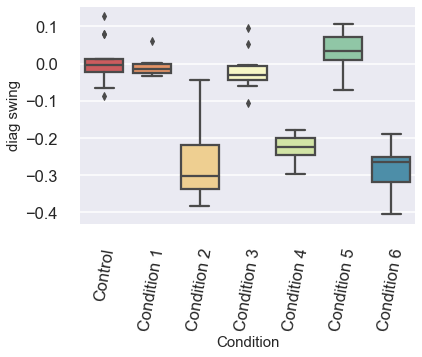 0.1
0.0
−0.1
−0.2
−0.3
−0.4
diag swing
Control
Condition 1
Condition 2
Condition 3
Condition 4
Condition 5
Condition 6
Condition